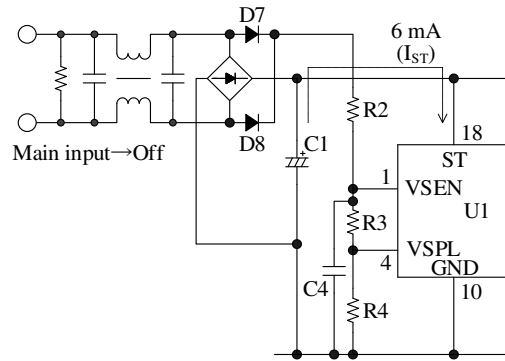 D7
6 mA
(I_ST)
R2
D8
C1
Main input→Off
18
ST
1
VSEN
U1
R3
VSPL
4
GND
C4
10
R4